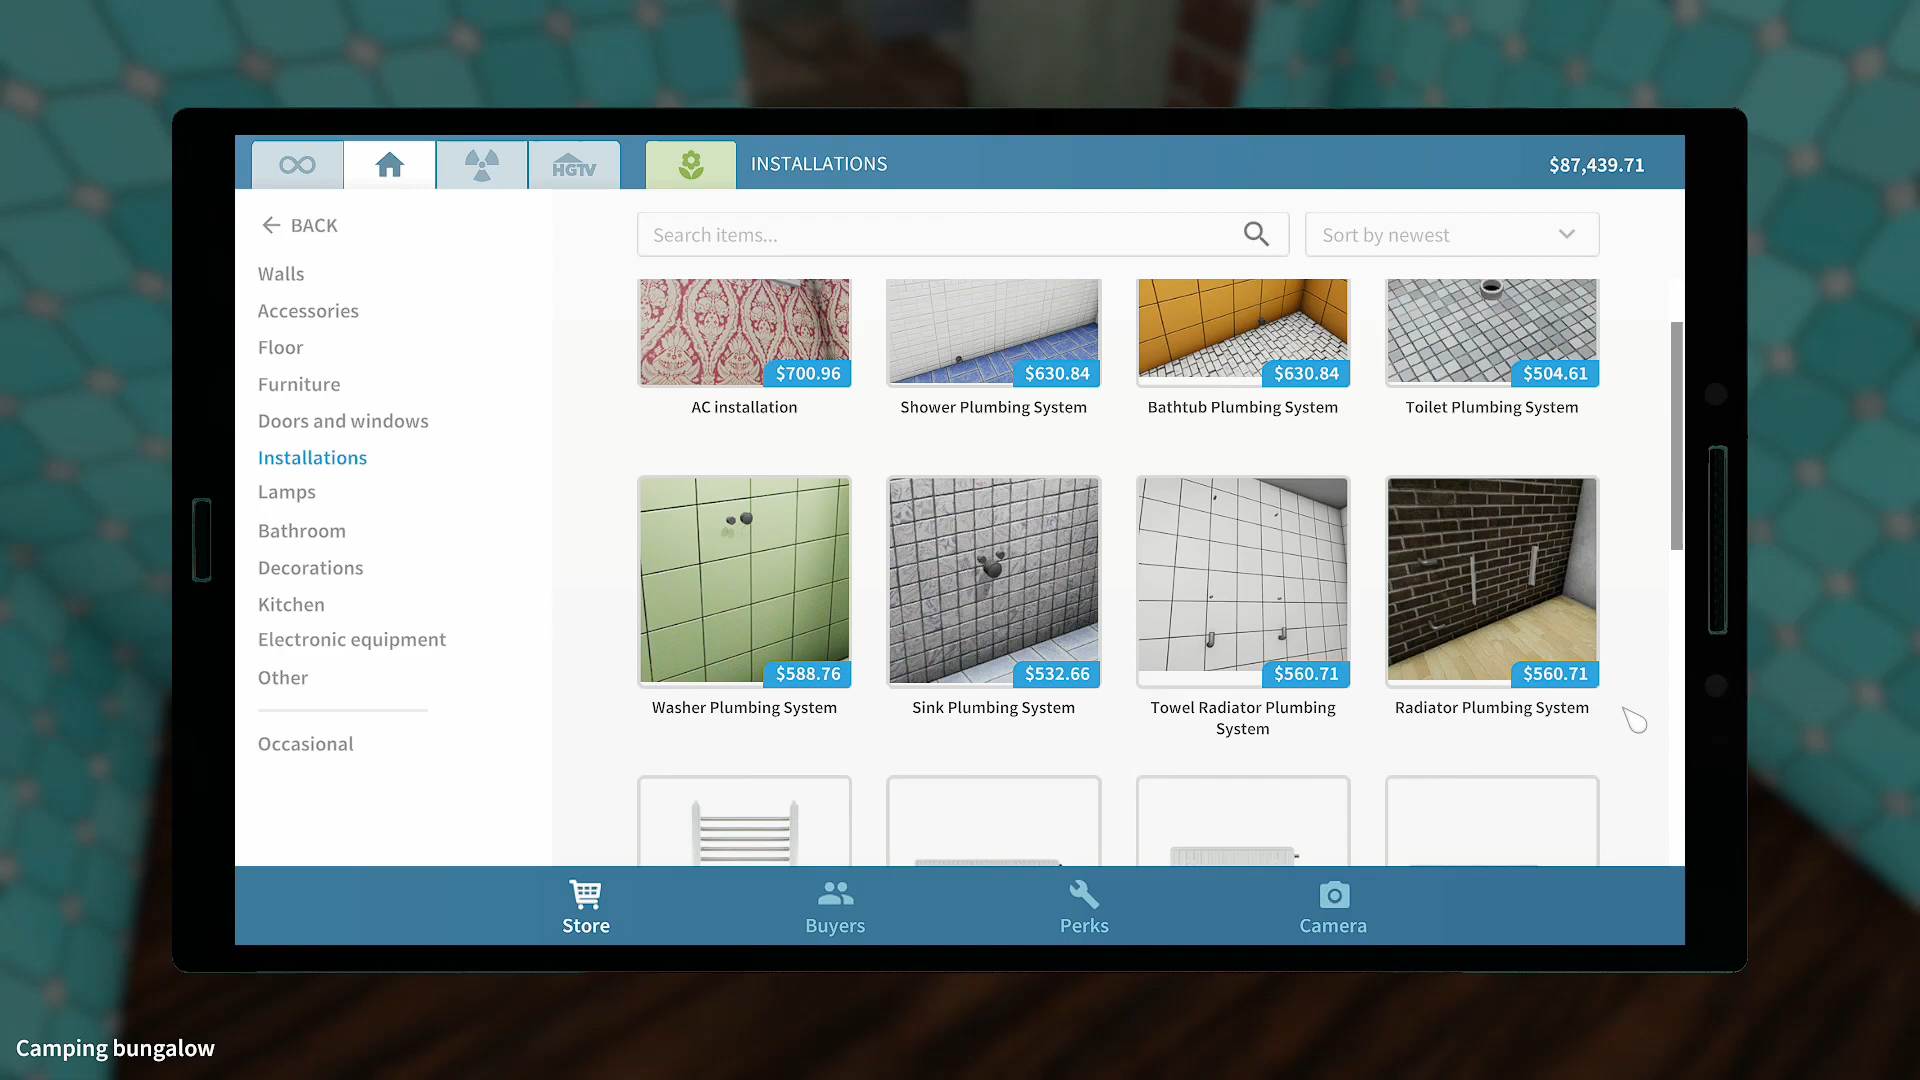 HGTV
INSTALLATIONS
$87,439.71
BACK
Search items...
Sort by newest
Walls
Accessories
Floor
Furniture
Doors and windows
Installations
Lamps
Bathroom
Decorations
Kitchen
Electronic equipment
Other
Occasional
$700.96
$630.84
$630.84
$504.61
AC installation
Shower Plumbing System
Bathtub Plumbing System
Toilet Plumbing System
$588.76
$532.66
$560.71
$560.71
Washer Plumbing System
Sink Plumbing System
Towel Radiator Plumbing
System
Radiator Plumbing System
Store
Buyers
Perks
Camera
Camping bungalow